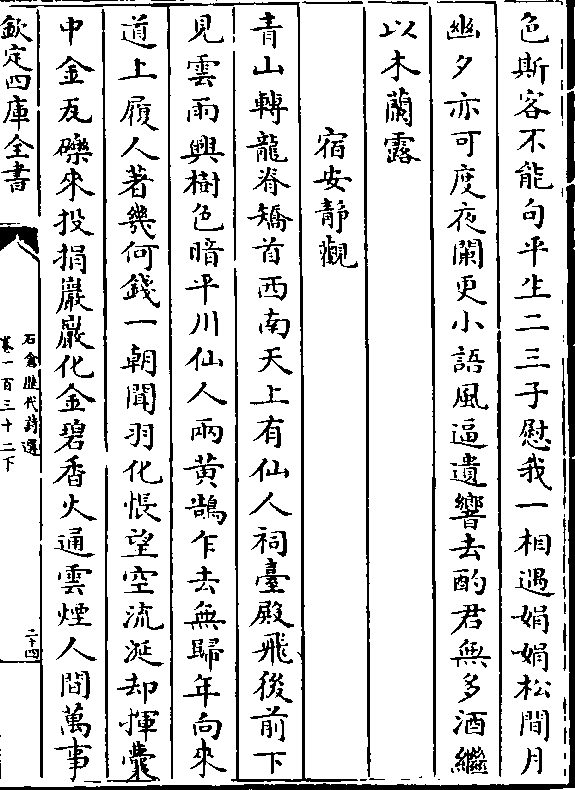 色斯客不能句平生二三子慰我一相遇娟娟松間月
幽夕亦可度夜闌更小語風逼遺響去酌君無多酒繼
以木蘭露
宿安靜觀
青山轉龍脊矯首西南天上有仙人祠臺殿飛後前下
見雲雨興樹色暗平川仙人兩黃鵠乍去無歸年向來
道上履人著幾何錢一朝聞羽化悵望空流涎却揮囊
中金瓦礫來投捐巖巖化金碧香火通雲煙人間萬事
欽定四庫全書
石倉歷代詩選
卷一百三十二下
二十四